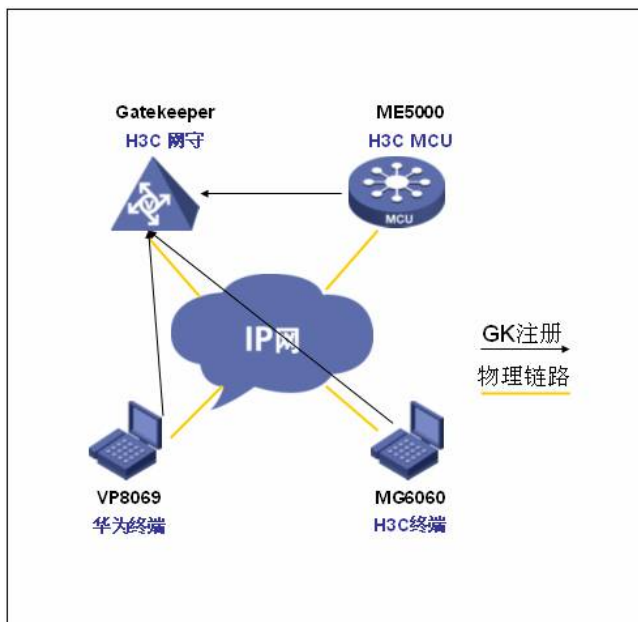 Gatekeeper
H3C 网守
ME5000
H3C MCU
V
MCU
IP网
GK注册
物理链路
VP8069
华为终端
MG6060
H3C终端